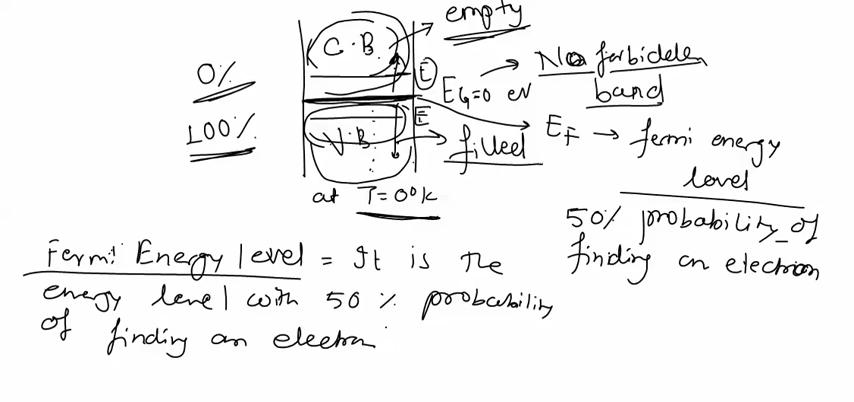 empty
C.B.
0%
E
EG=0 ev
No forbidden
band
100%
E
V.B.
filled
EF → fermi energy
level
at T=0°k
50% probability of
finding an electron
Fermi Energy level = It is the
energy level with 50 % probability
of finding an electron